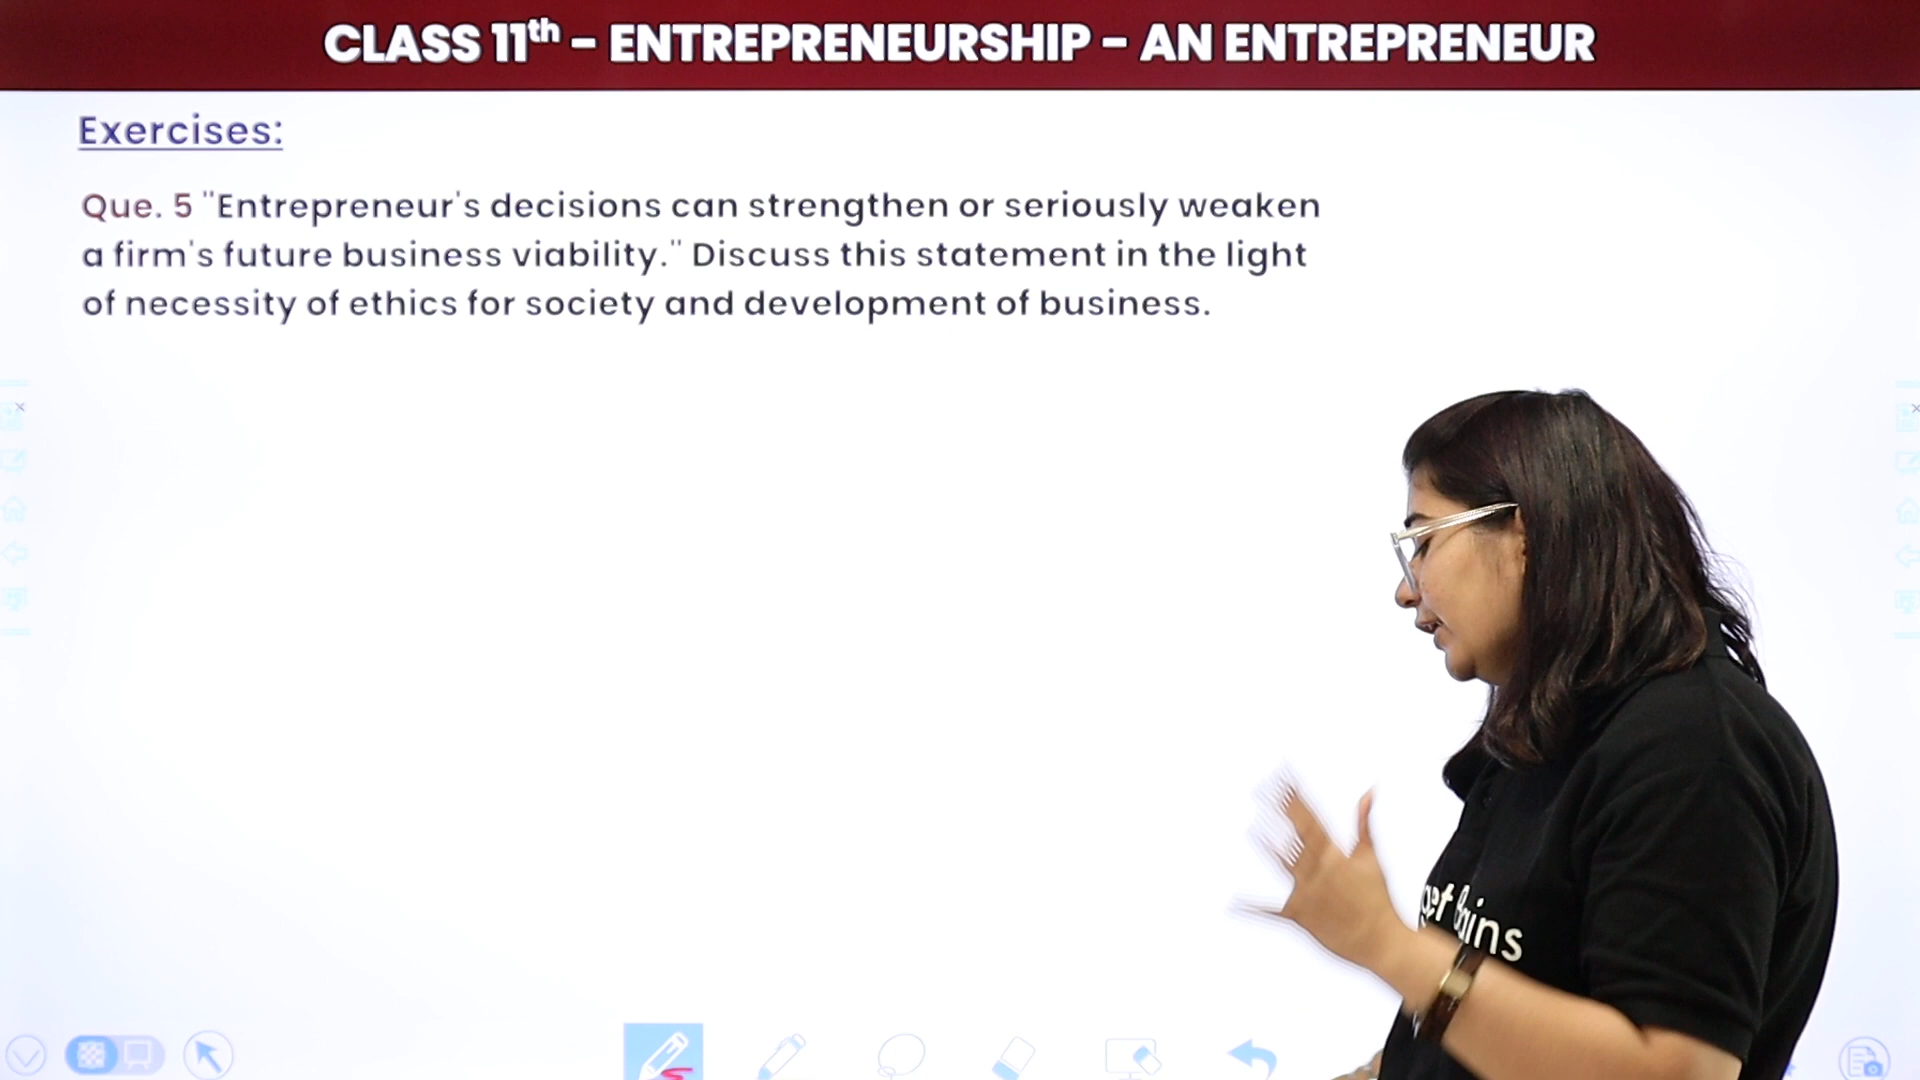 CLASS 11th - ENTREPRENEURSHIP - AN ENTREPRENEUR
Exercises:
Que. 5 "Entrepreneur's decisions can strengthen or seriously weaken
a firm's future business viability." Discuss this statement in the light
of necessity of ethics for society and development of business.